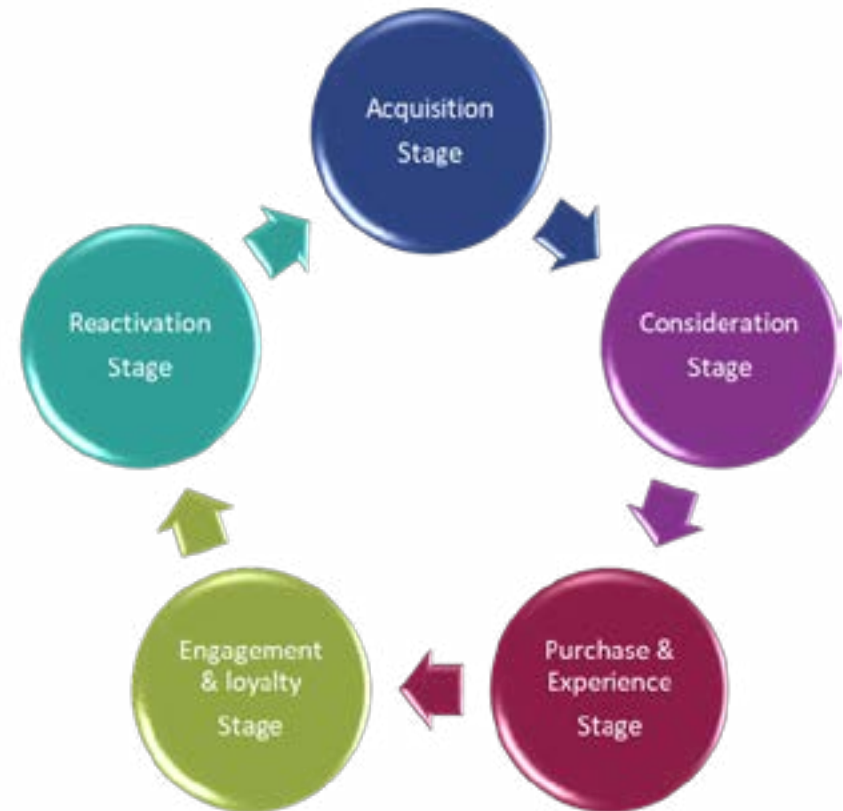 Acquisition
Stage
Consideration
Stage
Purchase &
Experience
Stage
Engagement
& loyalty
Stage
Reactivation
Stage